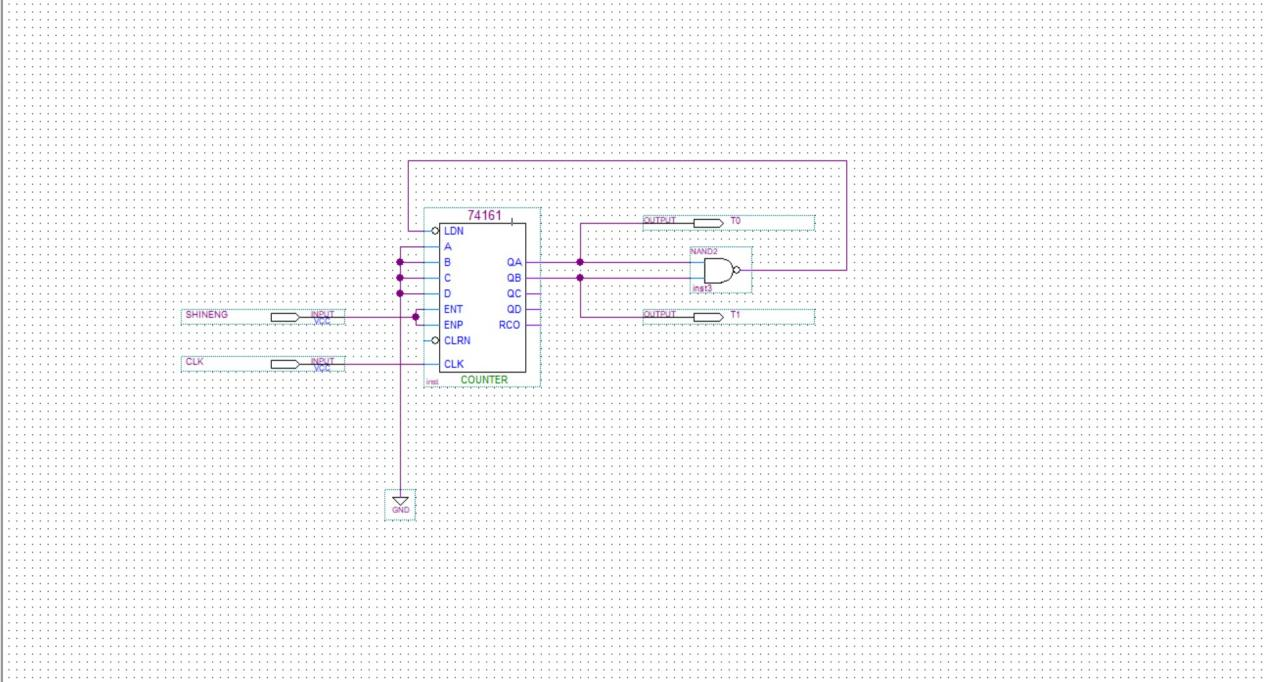 74161
LDN
A
B
C
D
ENT
ENP
CLRN
CLK
QA
QB
QC
QD
RCO
inst
COUNTER
SHINENG
INPUT
VCC
CLK
INPUT
VCC
OUTPUT
T0
NAND2
inst3
OUTPUT
T1
GND